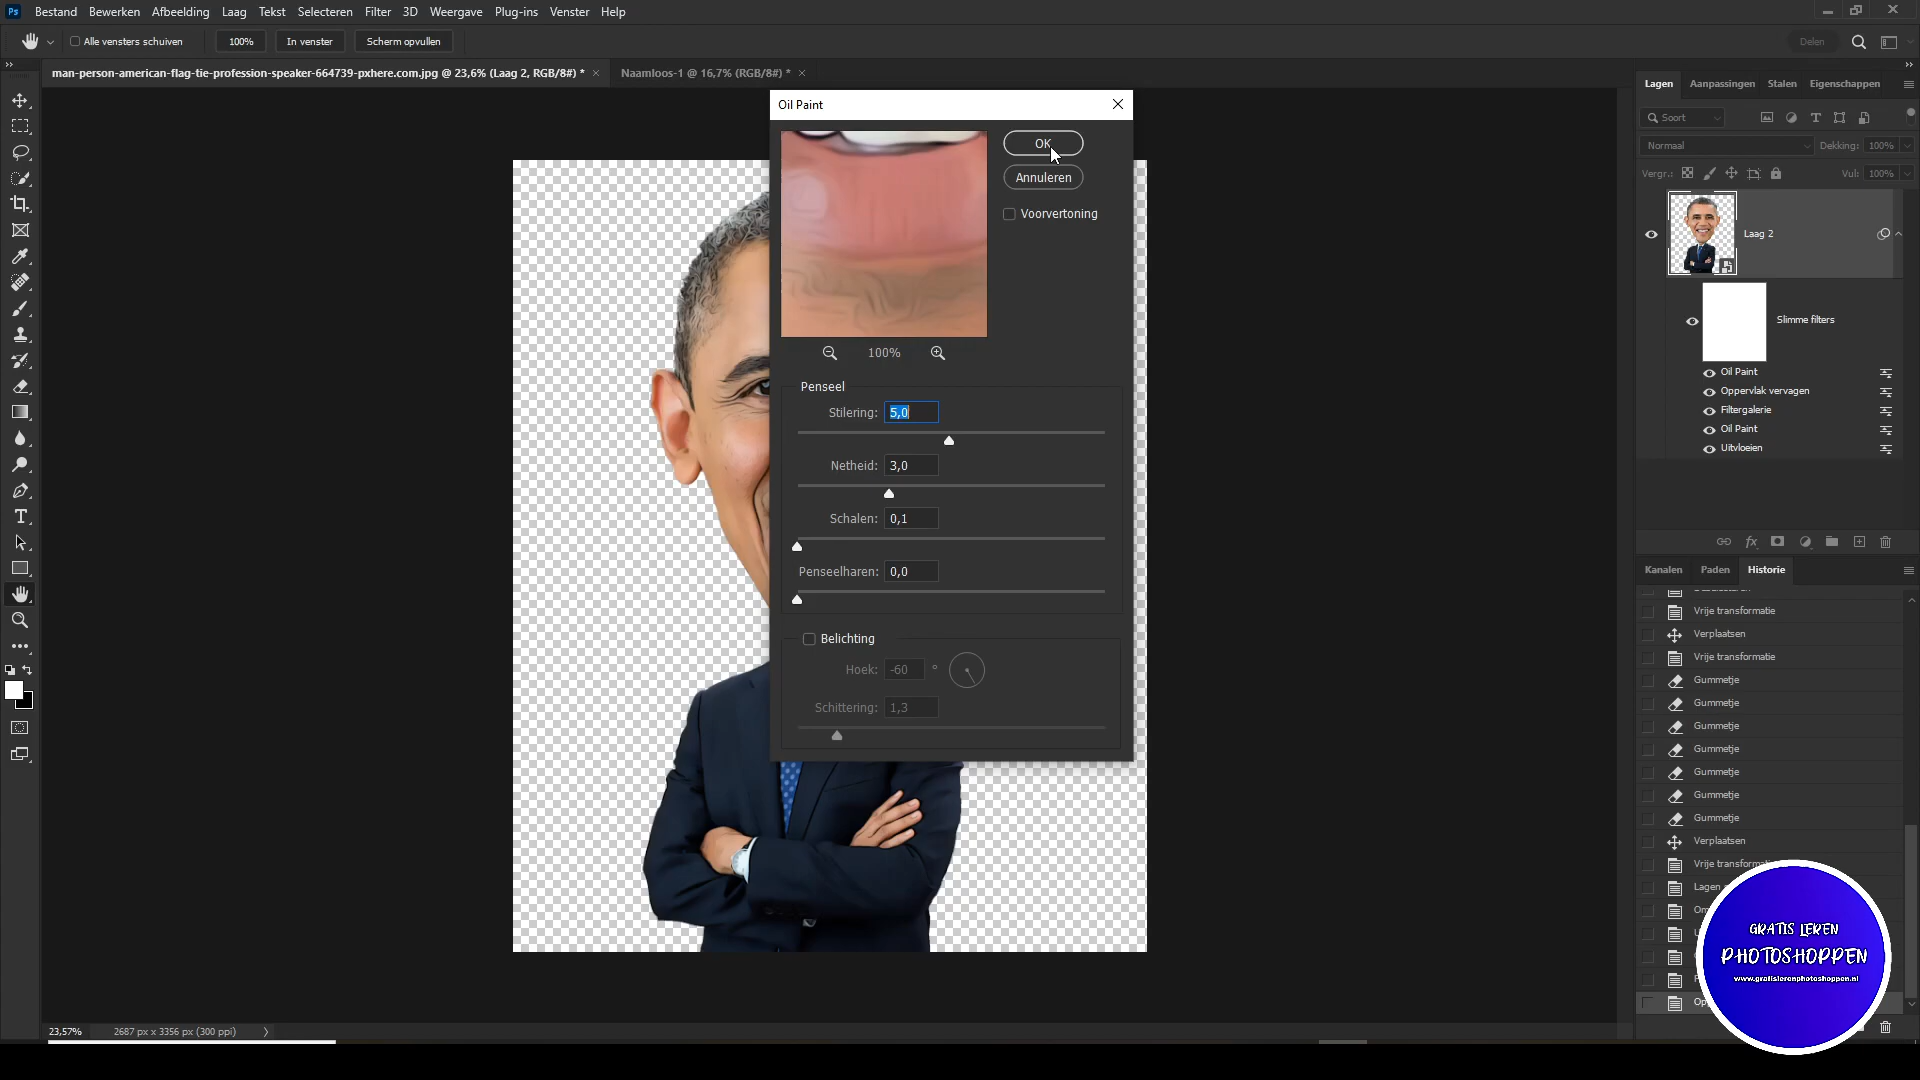 Ps Bestand Bewerken Afbeelding Laag Tekst Selecteren Filter 3D Weergave Plug-ins Venster Help
Alle vensters schuiven 100% In venster Scherm opvullen Delen
man-person-american-flag-tie-profession-speaker-664739-pxhere.com.jpg @ 23,6% (Laag 2, RGB/8#) *
Naamloos-1 @ 16,7% (RGB/8#) *
Oil Paint
OK
Annuleren
Voorvertoning
100%
Penseel
Stilering: 5,0
Netheid: 3,0
Schalen: 0,1
Penseelharen: 0,0
Belichting
Hoek: -60 °
Schittering: 1,3
Lagen Aanpassingen Stalen Eigenschappen
Soort
Normaal Dekking: 100%
Vergr.: Vul: 100%
Laag 2
Slimme filters
Oil Paint
Oppervlak vervagen
Filtergalerie
Oil Paint
Uitvloeien
fx
Kanalen Paden Historie
Vrije transformatie
Verplaatsen
Vrije transformatie
Gummetje
Gummetje
Gummetje
Gummetje
Gummetje
Gummetje
Gummetje
Verplaatsen
Lagen
GRATIS LEREN
PHOTOSHOPPEN
www.gratislerenphotoshoppen.nl
23,57% 2687 px x 3356 px (300 ppi)